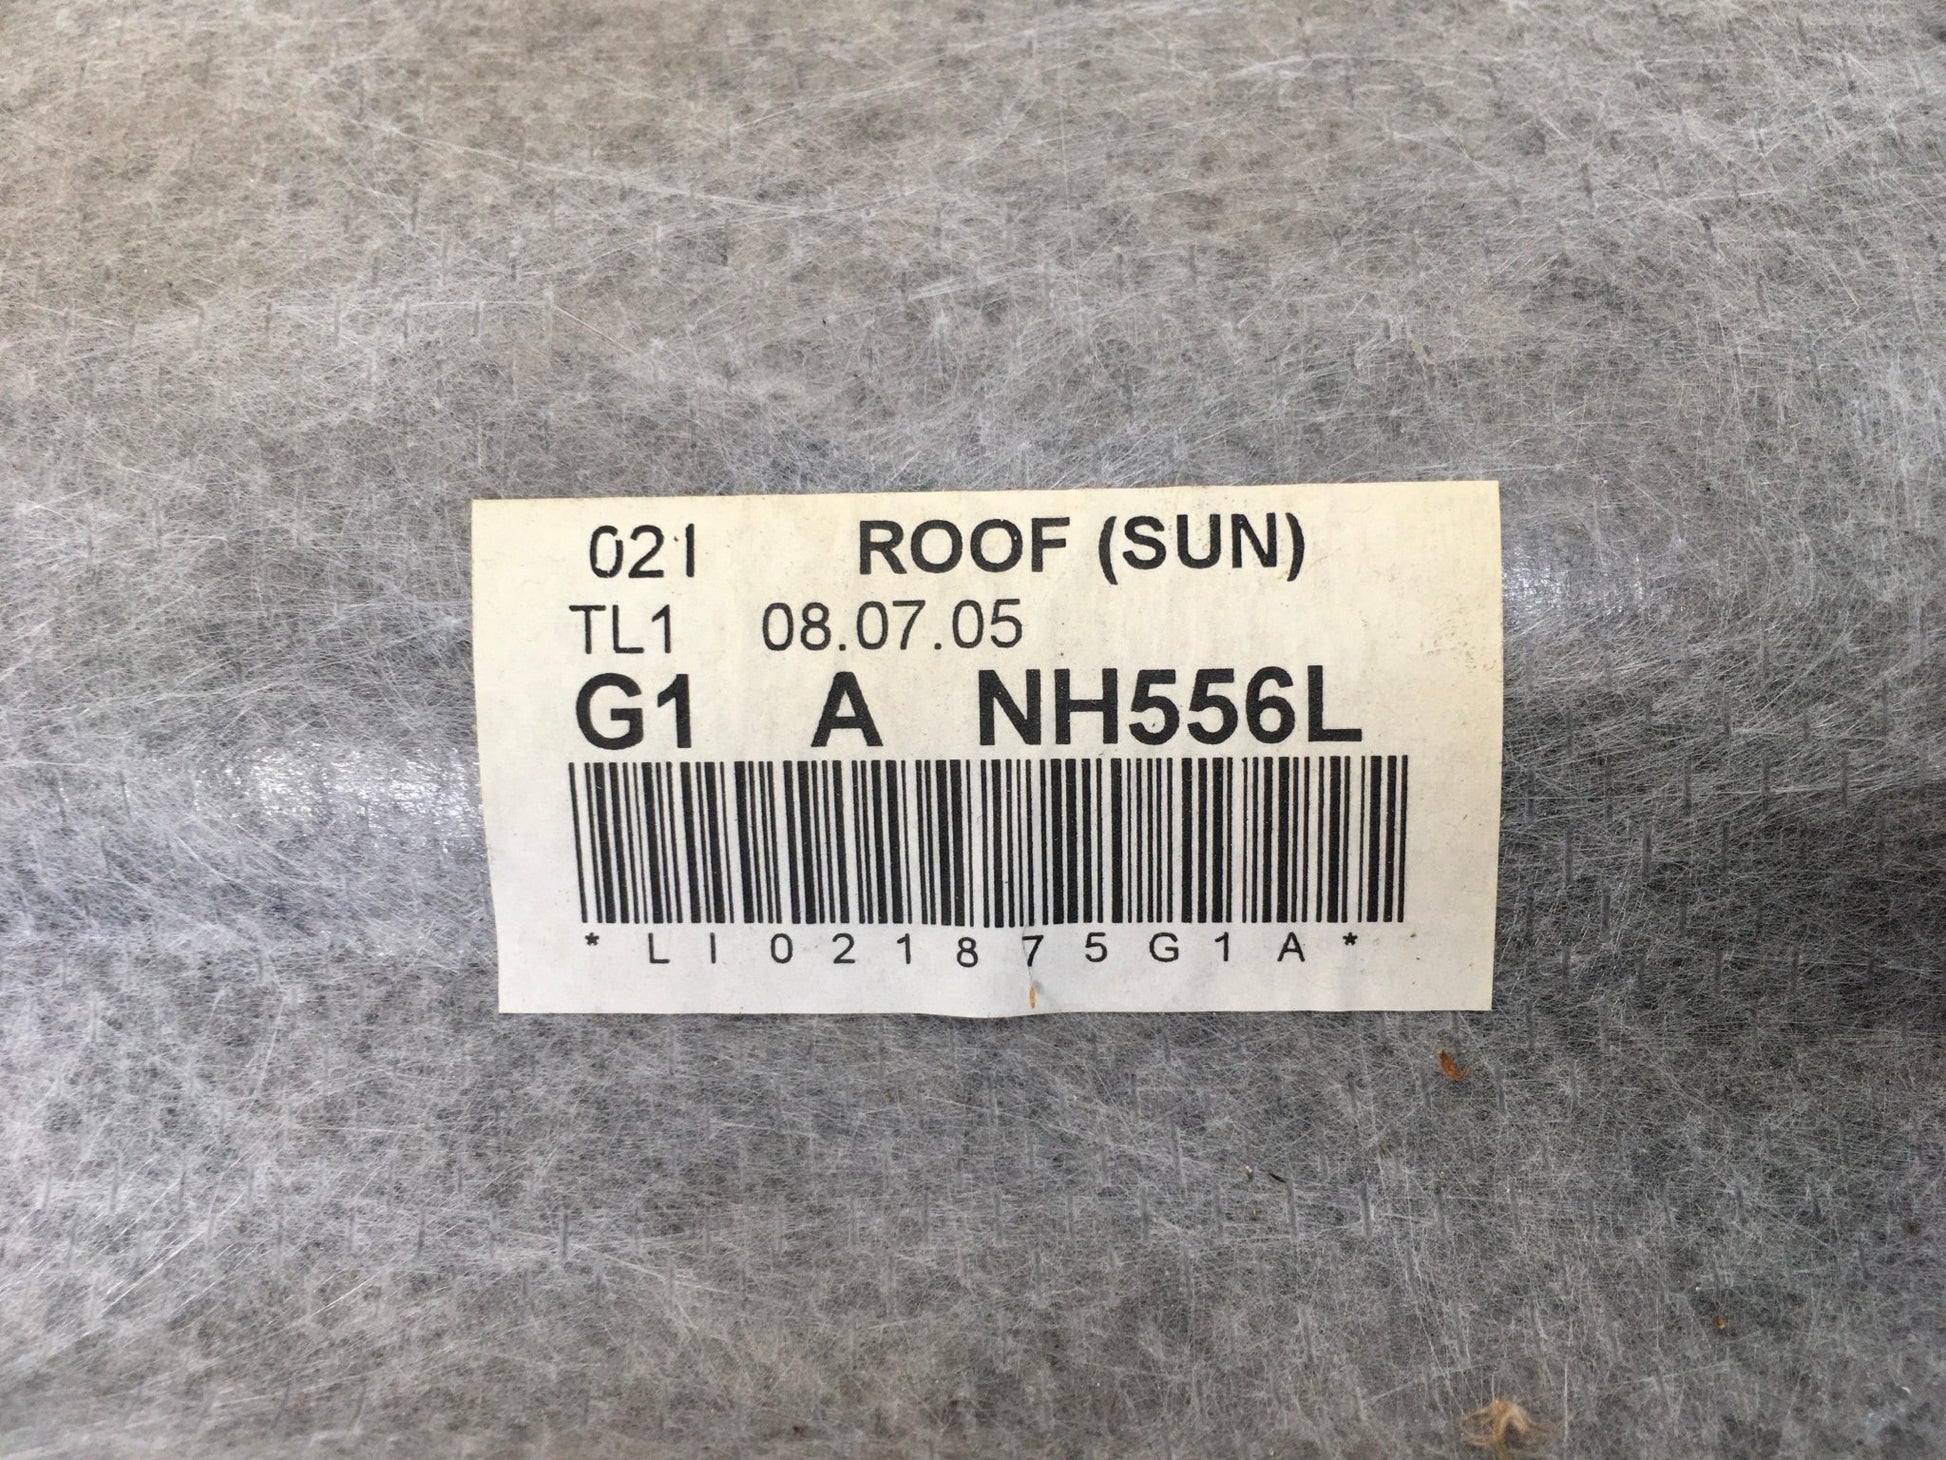 021 ROOF (SUN)
TL1 08.07.05
G1 A NH556L
*LI021875G1A*